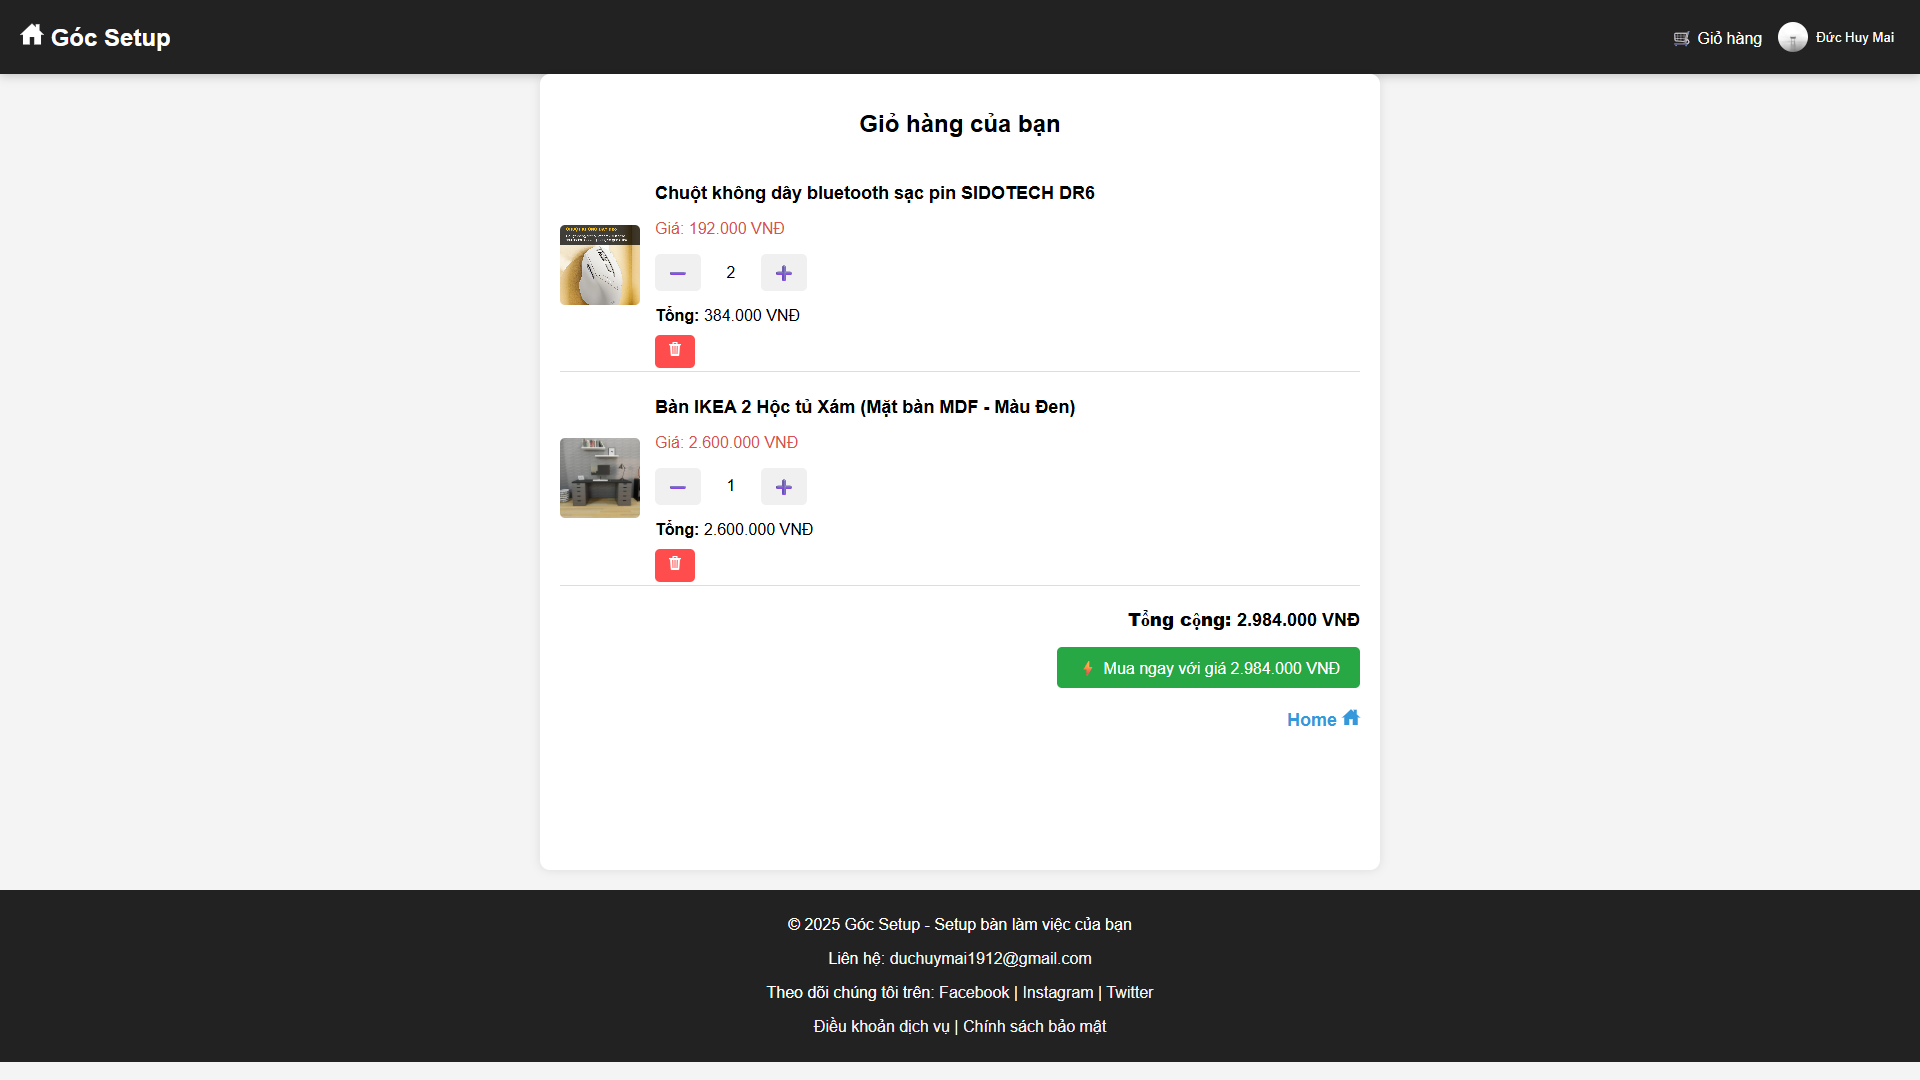 Góc Setup
Giỏ hàng
Đức Huy Mai
Giỏ hàng của bạn
Chuột không dây bluetooth sạc pin SIDOTECH DR6
Giá: 192.000 VNĐ
2
Tổng: 384.000 VNĐ
Bàn IKEA 2 Hộc tủ Xám (Mặt bàn MDF - Màu Đen)
Giá: 2.600.000 VNĐ
1
Tổng: 2.600.000 VNĐ
Tổng cộng: 2.984.000 VNĐ
Mua ngay với giá 2.984.000 VNĐ
Home
© 2025 Góc Setup - Setup bàn làm việc của bạn
Liên hệ: duchuymai1912@gmail.com
Theo dõi chúng tôi trên: Facebook | Instagram | Twitter
Điều khoản dịch vụ | Chính sách bảo mật